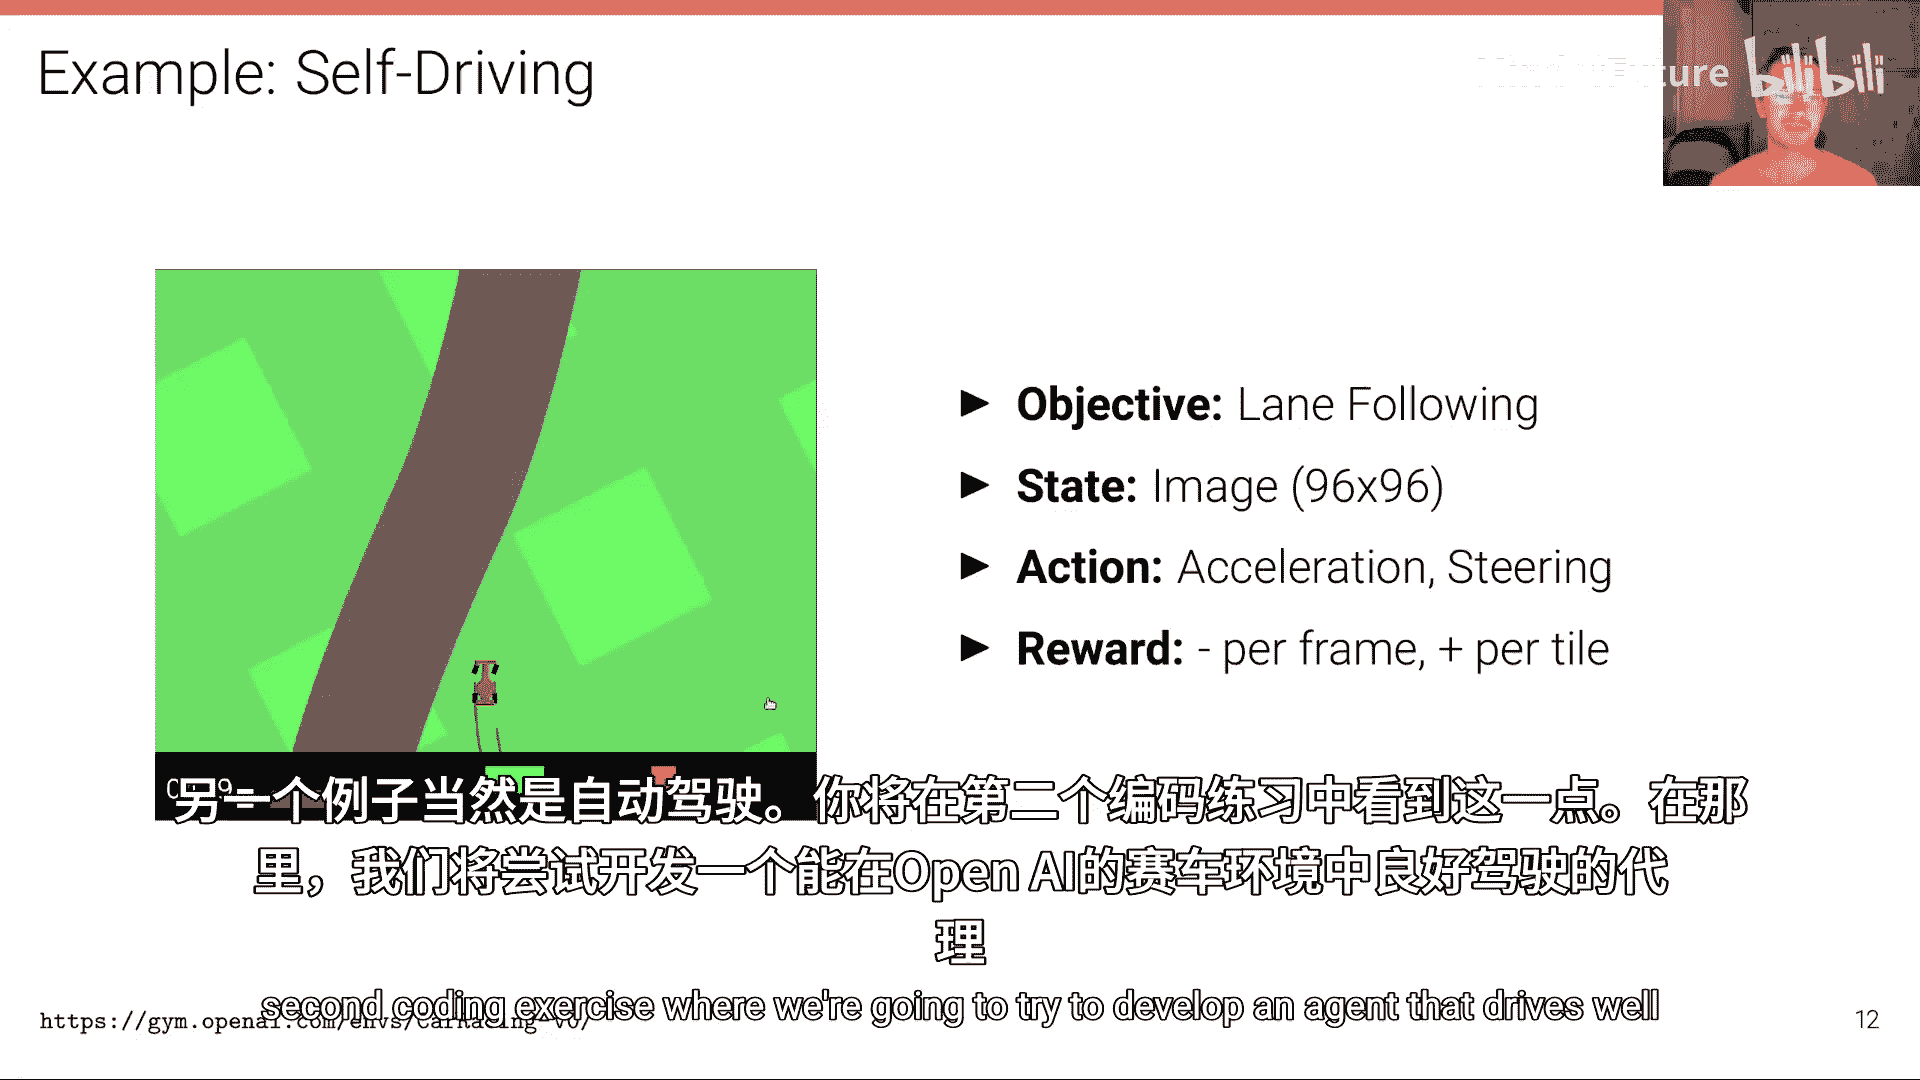 Example: Self-Driving
ture bilibili
Objective: Lane Following
State: Image (96x96)
Action: Acceleration, Steering
Reward: - per frame, + per tile
另一个例子当然是自动驾驶。你将在第二个编码练习中看到这一点。在那
里，我们将尝试开发一个能在Open AI的赛车环境中良好驾驶的代
理
second coding exercise where we're going to try to develop an agent that drives well
https://gym.openai.com/envs/CarRacing-v0/
12